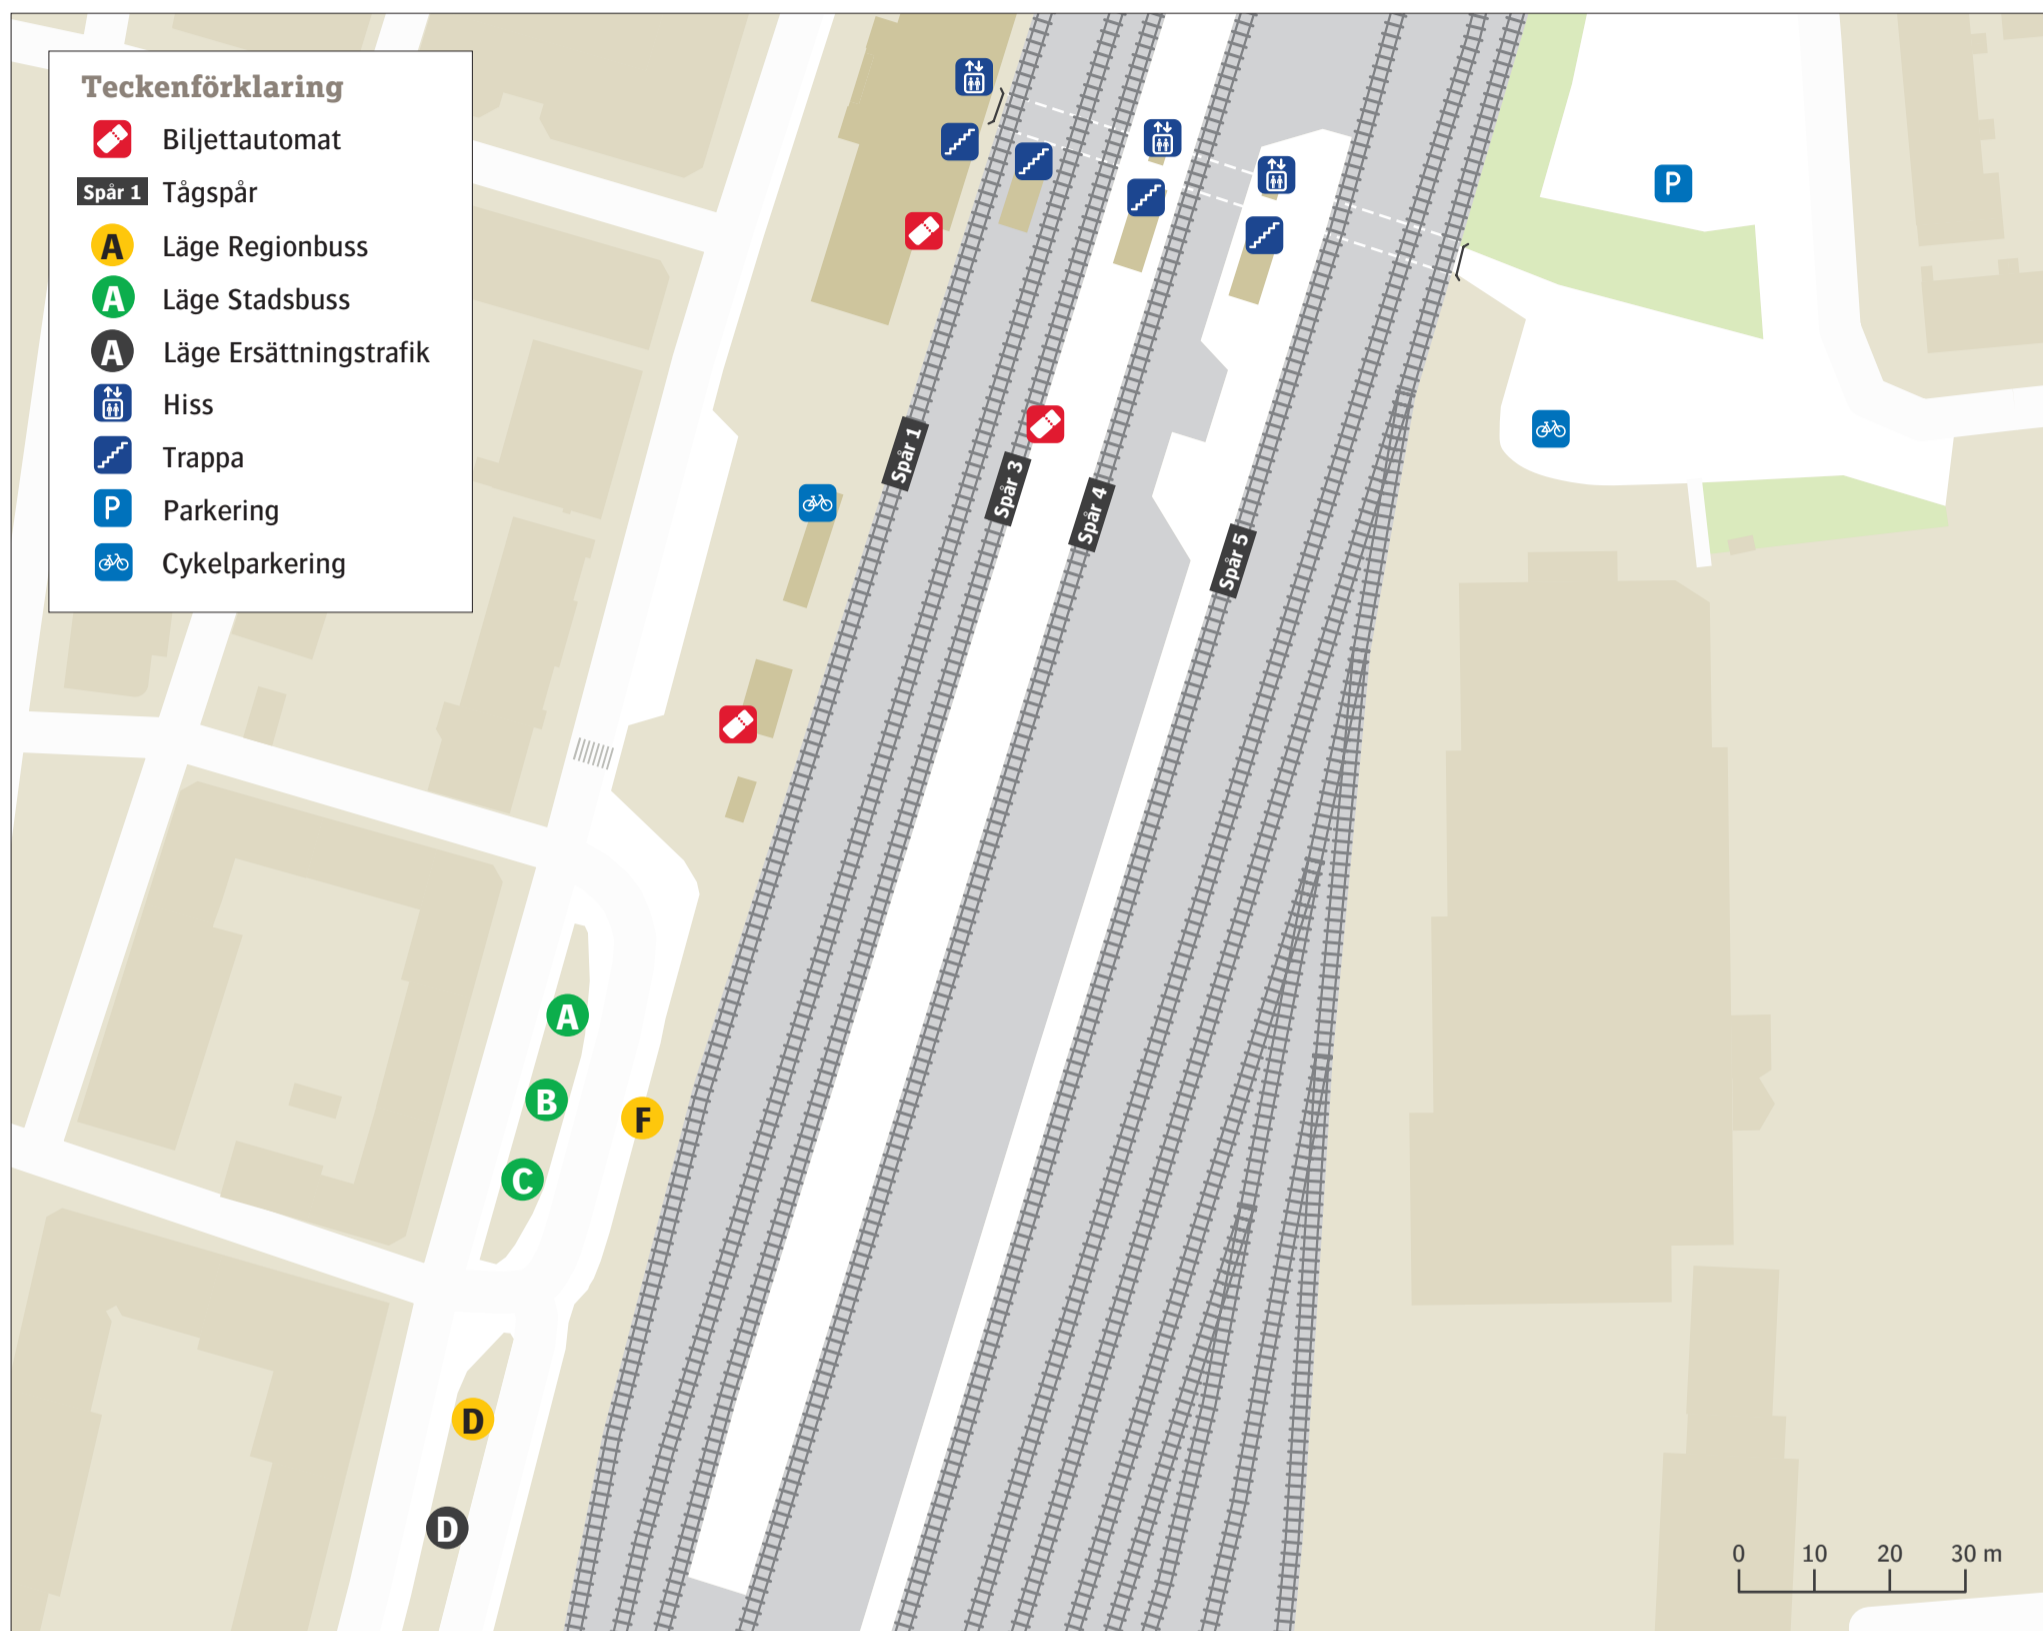 Teckenförklaring
Biljettautomat
Spår 1 Tågspår
A Läge Regionbuss
A Läge Stadsbuss
A Läge Ersättningstrafik
Hiss
Trappa
P Parkering
Cykelparkering
P
Spår 1
Spår 3
Spår 4
Spår 5
A
B
F
C
D
D
0 10 20 30 m